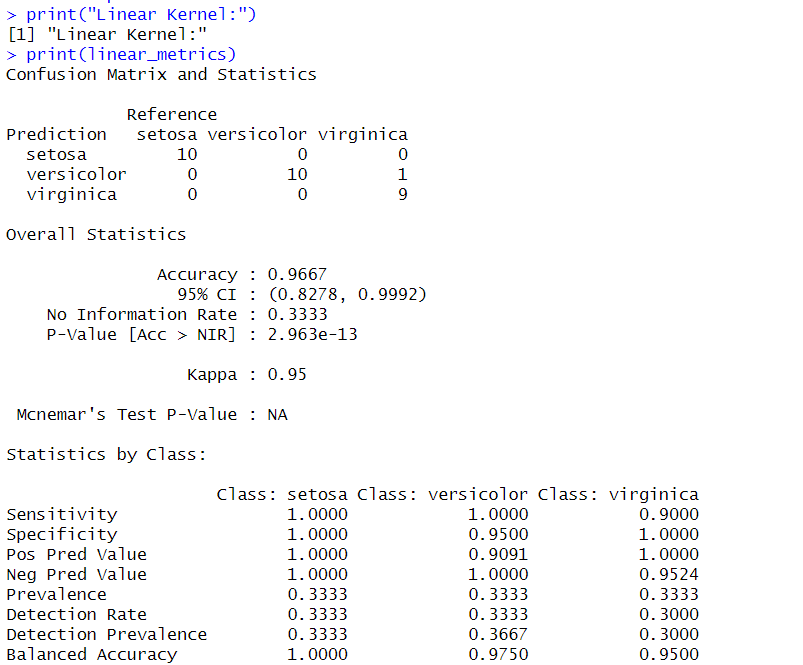 > print("Linear Kernel:")
[1] "Linear Kernel:"
> print(linear_metrics)
Confusion Matrix and Statistics
Reference
Prediction setosa versicolor virginica
setosa 10 0 0
versicolor 0 10 1
virginica 0 0 9
Overall Statistics
Accuracy : 0.9667
95% CI : (0.8278, 0.9992)
No Information Rate : 0.3333
P-Value [Acc > NIR] : 2.963e-13
Kappa : 0.95
Mcnemar's Test P-Value : NA
Statistics by Class:
Class: setosa Class: versicolor Class: virginica
Sensitivity 1.0000 1.0000 0.9000
Specificity 1.0000 0.9500 1.0000
Pos Pred Value 1.0000 0.9091 1.0000
Neg Pred Value 1.0000 1.0000 0.9524
Prevalence 0.3333 0.3333 0.3333
Detection Rate 0.3333 0.3333 0.3000
Detection Prevalence 0.3333 0.3667 0.3000
Balanced Accuracy 1.0000 0.9750 0.9500